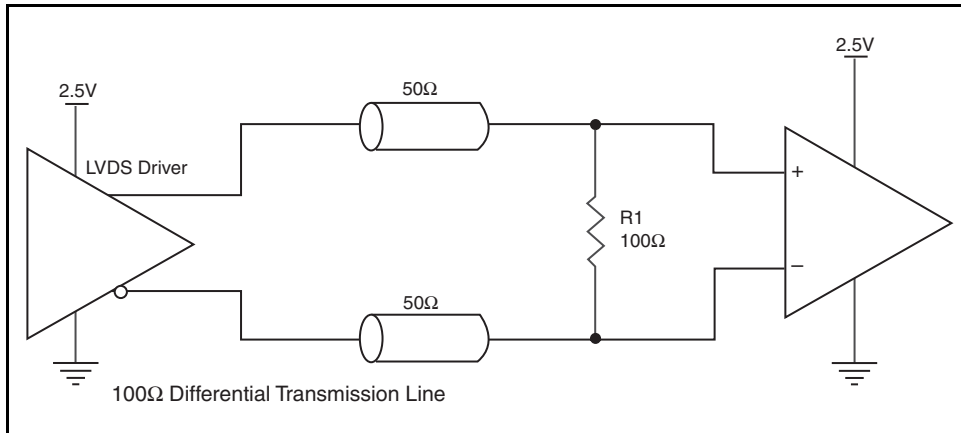 2.5V
2.5V
50Ω
LVDS Driver
+
R1
100Ω
−
50Ω
100Ω Differential Transmission Line